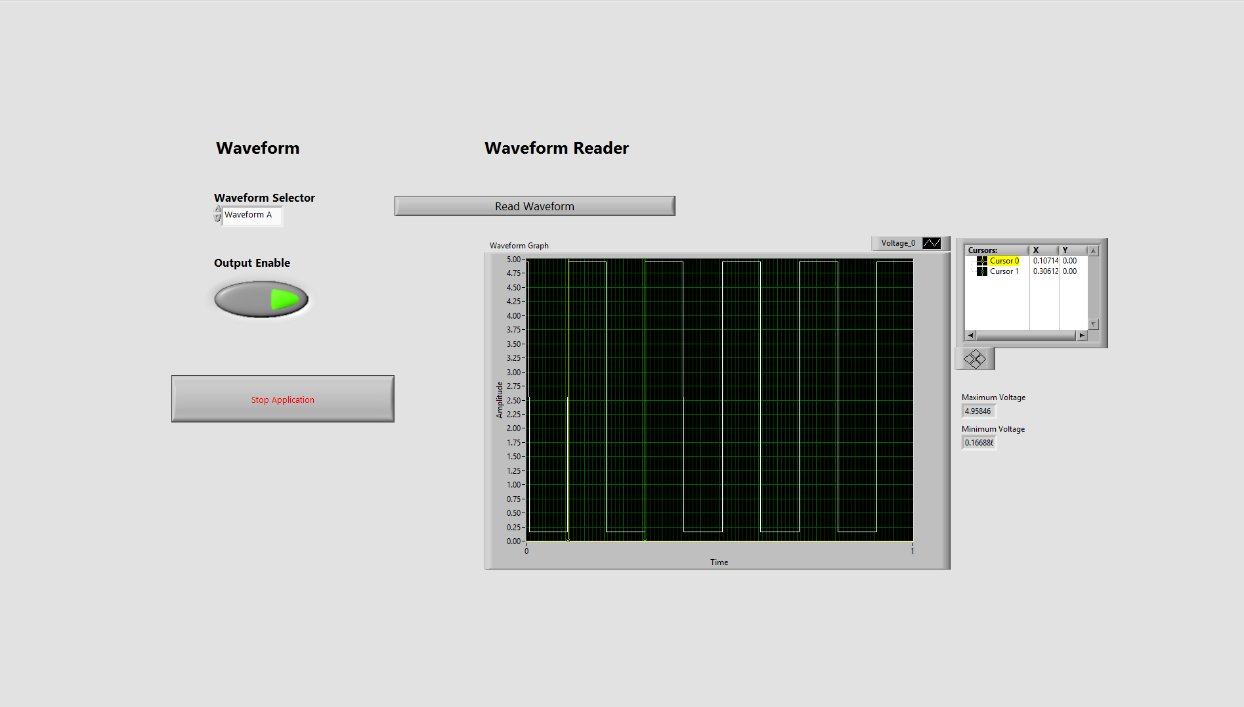 Waveform
Waveform Reader
Waveform Selector
Waveform A
Read Waveform
Output Enable
Stop Application
Waveform Graph
Voltage_0
5.00
4.75
4.50
4.25
4.00
3.75
3.50
3.25
3.00
2.75
2.50
2.25
2.00
1.75
1.50
1.25
1.00
0.75
0.50
0.25
0.00
Amplitude
0
1
Time
Cursors: X Y
Cursor 0 0.10714 0.00
Cursor 1 0.30612 0.00
Maximum Voltage
4.95846
Minimum Voltage
0.166886